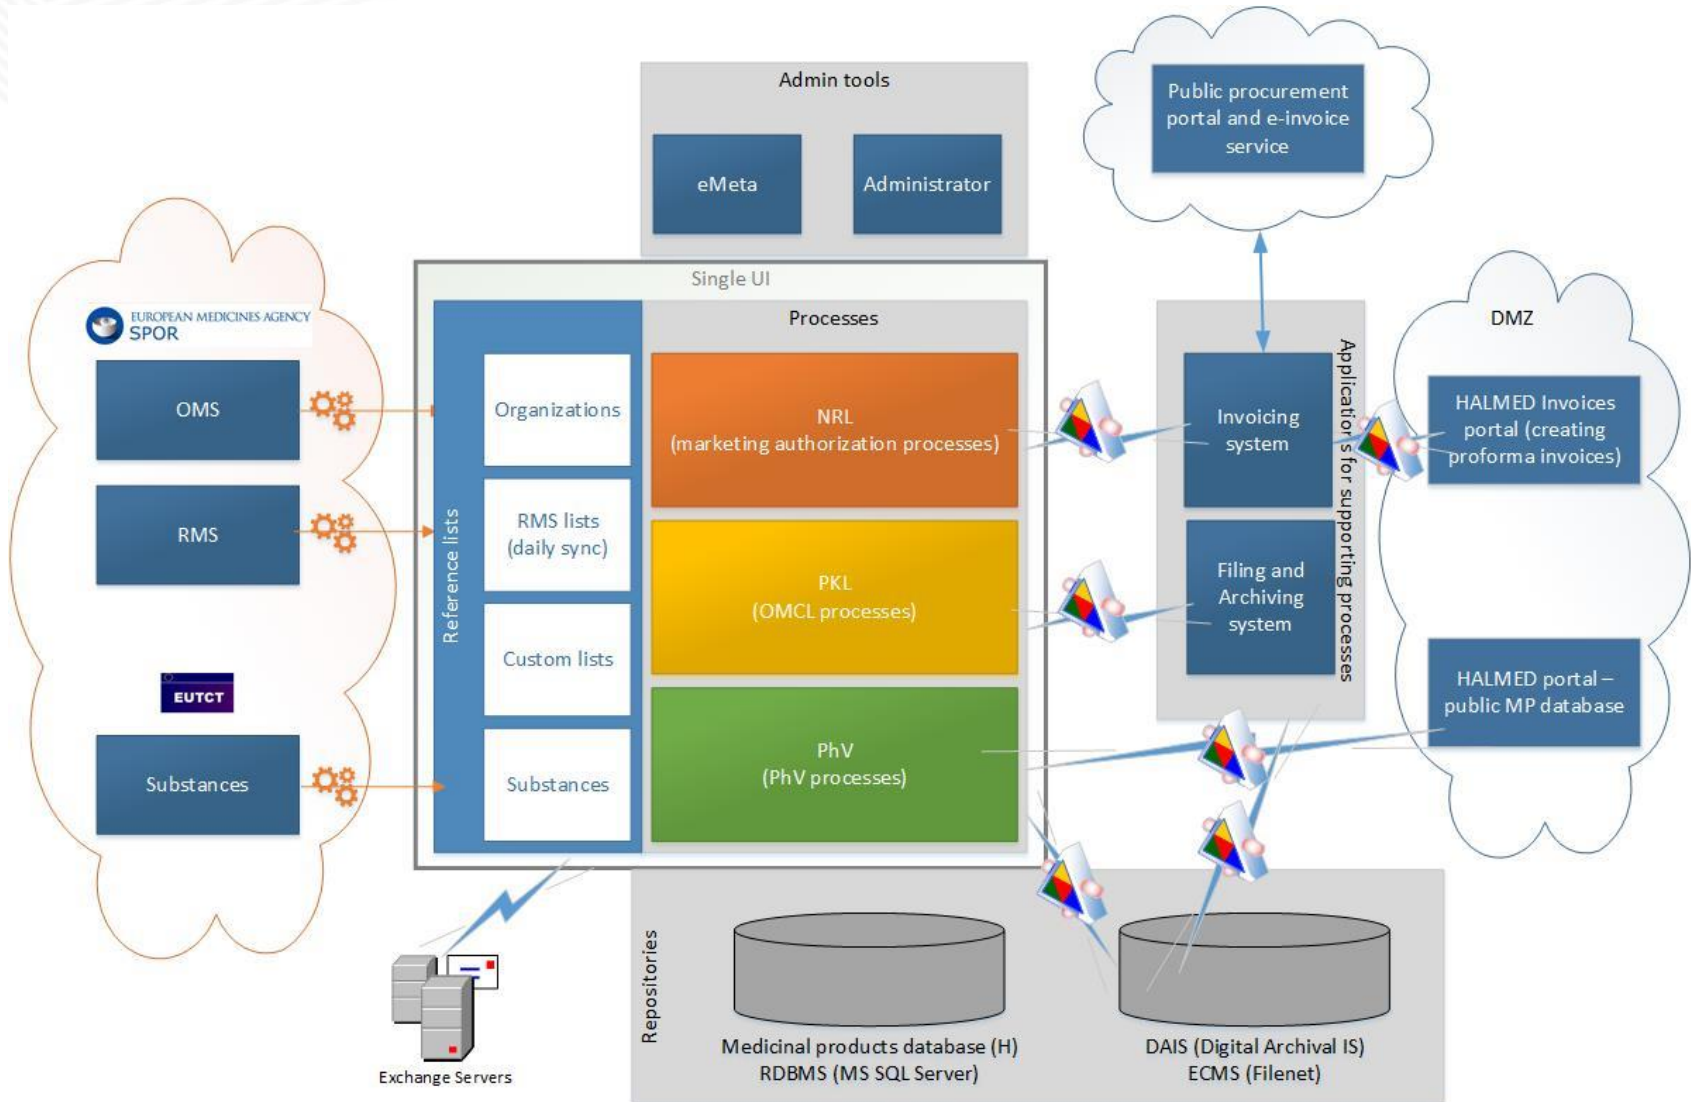 Admin tools
eMeta
Administrator
Public procurement
portal and e-invoice
service
EUROPEAN MEDICINES AGENCY
SPOR
OMS
RMS
EUTCT
Substances
Single UI
Reference lists
Organizations
RMS lists
(daily sync)
Custom lists
Substances
Processes
NRL
(marketing authorization processes)
PKL
(OMCL processes)
PhV
(PhV processes)
Applications for supporting processes
Invoicing
system
Filing and
Archiving
system
DMZ
HALMED Invoices
portal (creating
proforma invoices)
HALMED portal –
public MP database
Exchange Servers
Repositories
Medicinal products database (H)
RDBMS (MS SQL Server)
DAIS (Digital Archival IS)
ECMS (Filenet)